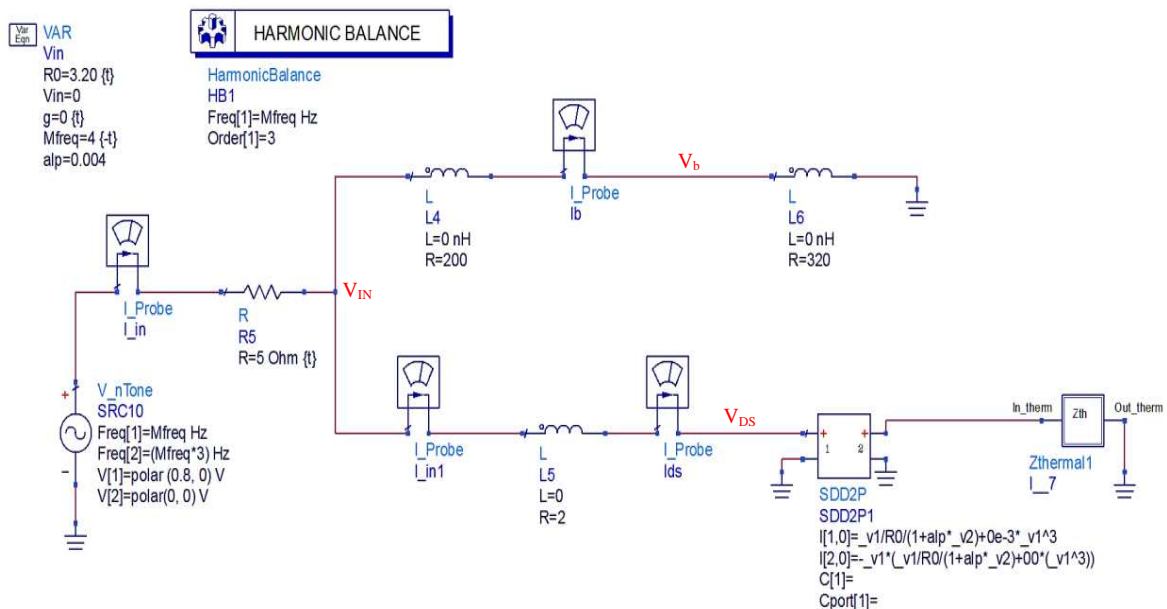 Var
Eqn
VAR
Vin
R0=3.20 {t}
Vin=0
g=0 {t}
Mfreq=4 {-t}
alp=0.004
HARMONIC BALANCE
HarmonicBalance
HB1
Freq[1]=Mfreq Hz
Order[1]=3
L
L4
L=0 nH
R=200
I_Probe
Ib
Vb
L
L6
L=0 nH
R=320
I_Probe
I_in
R
R5
R=5 Ohm {t}
VIN
V_nTone
SRC10
Freq[1]=Mfreq Hz
Freq[2]=(Mfreq*3) Hz
V[1]=polar (0.8, 0) V
V[2]=polar(0, 0) V
I_Probe
I_in1
L
L5
L=0
R=2
I_Probe
Ids
VDS
1
2
SDD2P
SDD2P1
I[1,0]=_v1/R0/(1+alp*_v2)+0e-3*_v1^3
I[2,0]=-_v1*(_v1/R0/(1+alp*_v2)+00*(_v1^3))
C[1]=
Cport[1]=
In_therm
Zth
Out_therm
Zthermal1
I__7